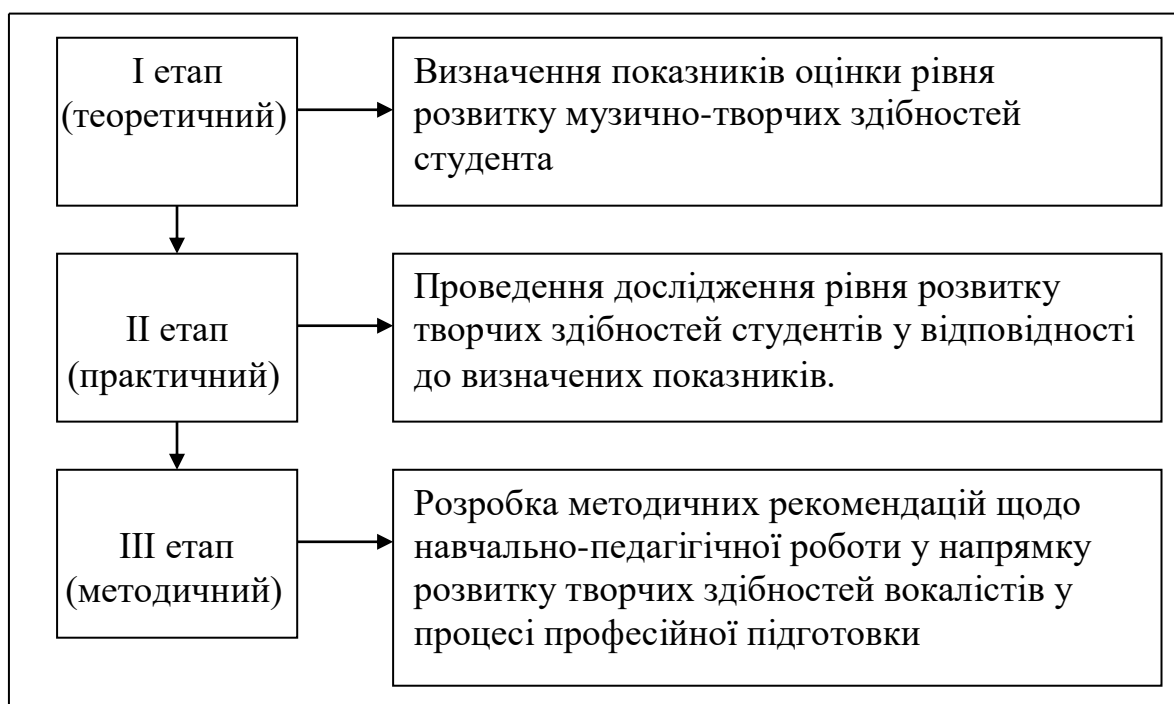 І етап
(теоретичний)
Визначення показників оцінки рівня
розвитку музично-творчих здібностей
студента
ІІ етап
(практичний)
Проведення дослідження рівня розвитку
творчих здібностей студентів у відповідності
до визначених показників.
ІІІ етап
(методичний)
Розробка методичних рекомендацій щодо
навчально-педагігічної роботи у напрямку
розвитку творчих здібностей вокалістів у
процесі професійної підготовки